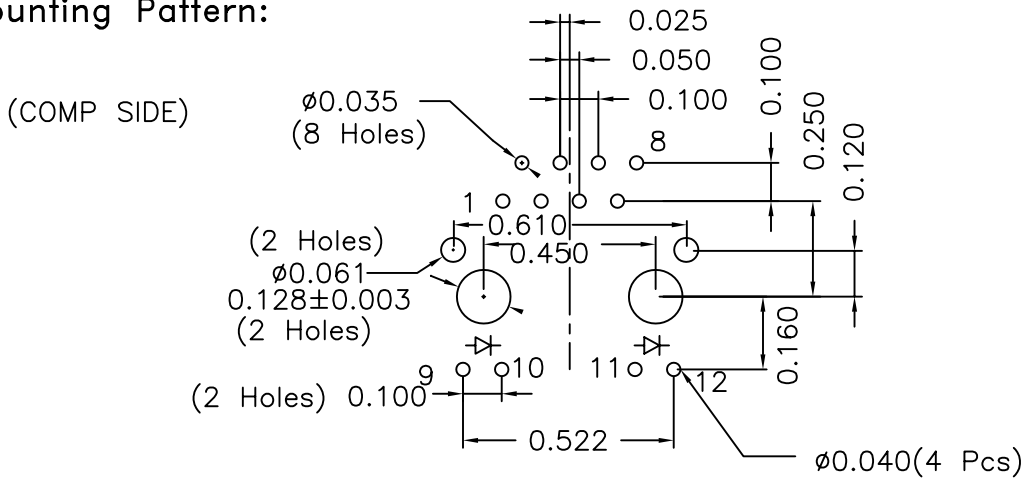 ounting Pattern:
0.025
0.050
0.100
0.100
0.250
0.120
(COMP SIDE)
ø0.035
(8 Holes)
8
1
0.610
0.450
(2 Holes)
ø0.061
0.128±0.003
(2 Holes)
0.160
9
10
11
12
(2 Holes) 0.100
0.522
ø0.040(4 Pcs)